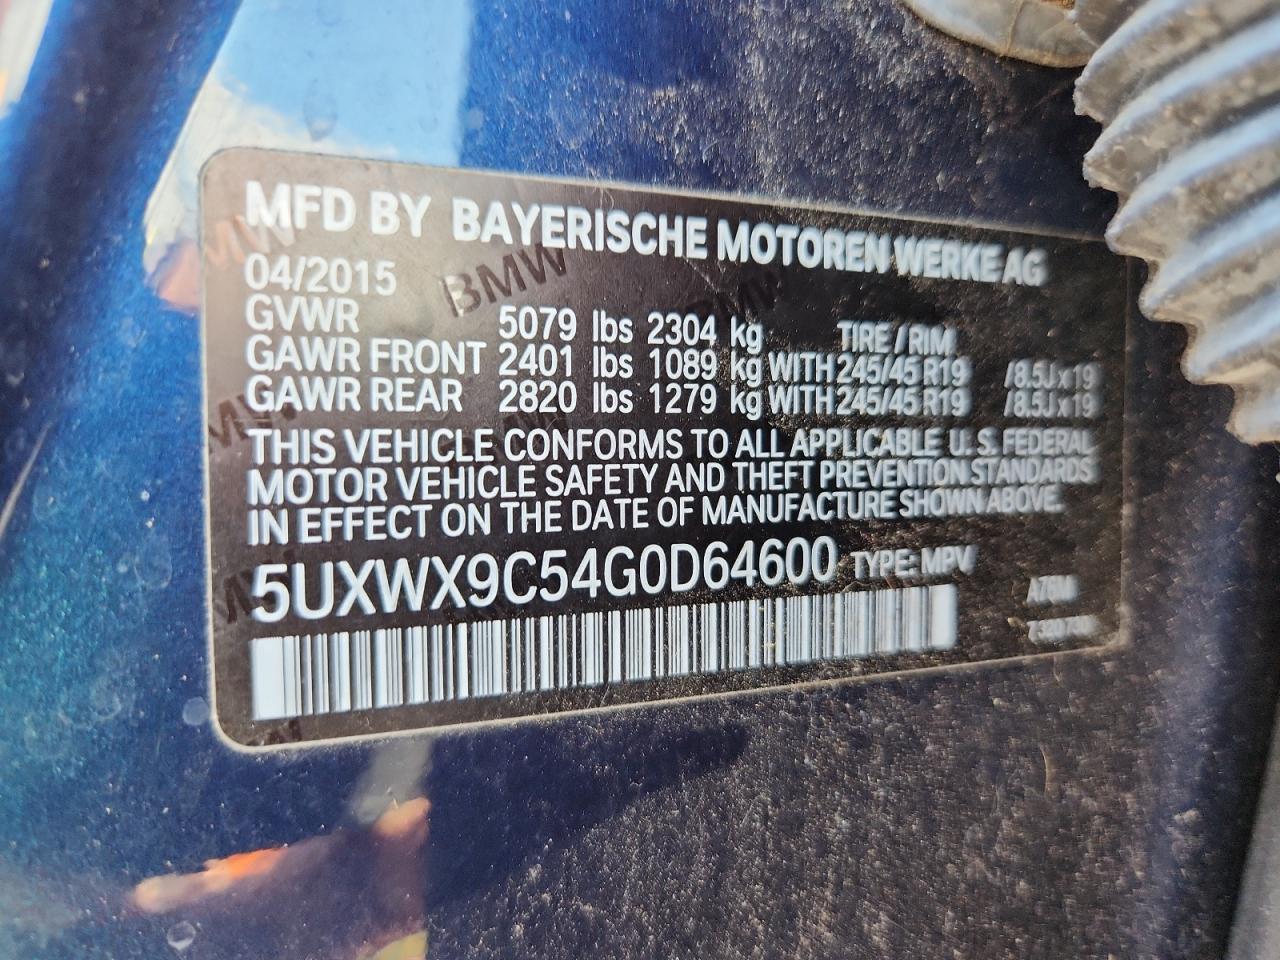 MFD BY BAYERISCHE MOTOREN WERKE AG
04/2015
GVWR 5079 lbs 2304 kg TIRE / RIM
GAWR FRONT 2401 lbs 1089 kg WITH 245/45 R19 /8.5J x 19
GAWR REAR 2820 lbs 1279 kg WITH 245/45 R19 /8.5J x 19
THIS VEHICLE CONFORMS TO ALL APPLICABLE U.S. FEDERAL
MOTOR VEHICLE SAFETY AND THEFT PREVENTION STANDARDS
IN EFFECT ON THE DATE OF MANUFACTURE SHOWN ABOVE.
5UXWX9C54G0D64600 TYPE: MPV